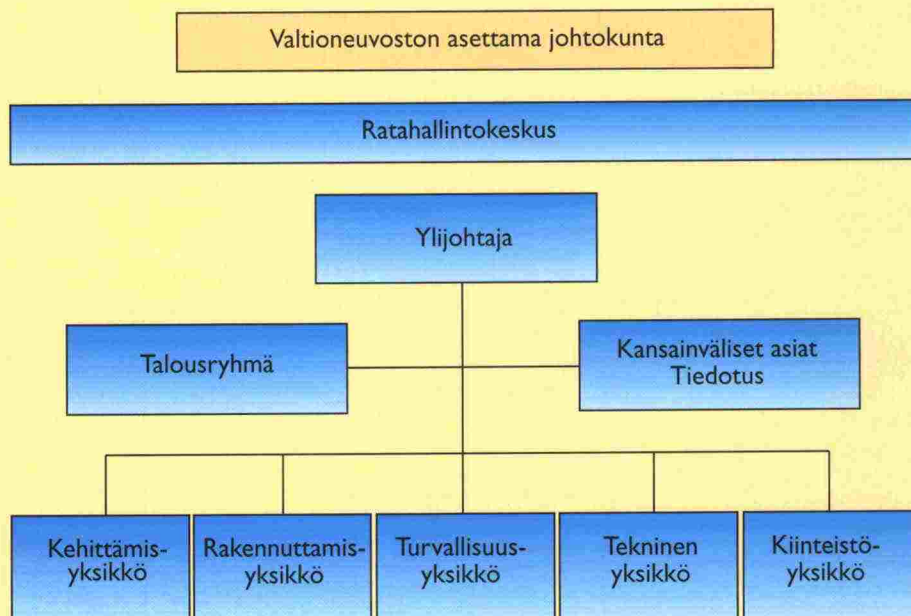 Valtioneuvoston asettama johtokunta
Ratahallintokeskus
Ylijohtaja
Talousryhmä
Kansainväliset asiat
Tiedotus
Kehittämis-
yksikkö
Rakennuttamis-
yksikkö
Turvallisuus-
yksikkö
Tekninen
yksikkö
Kiinteistö-
yksikkö